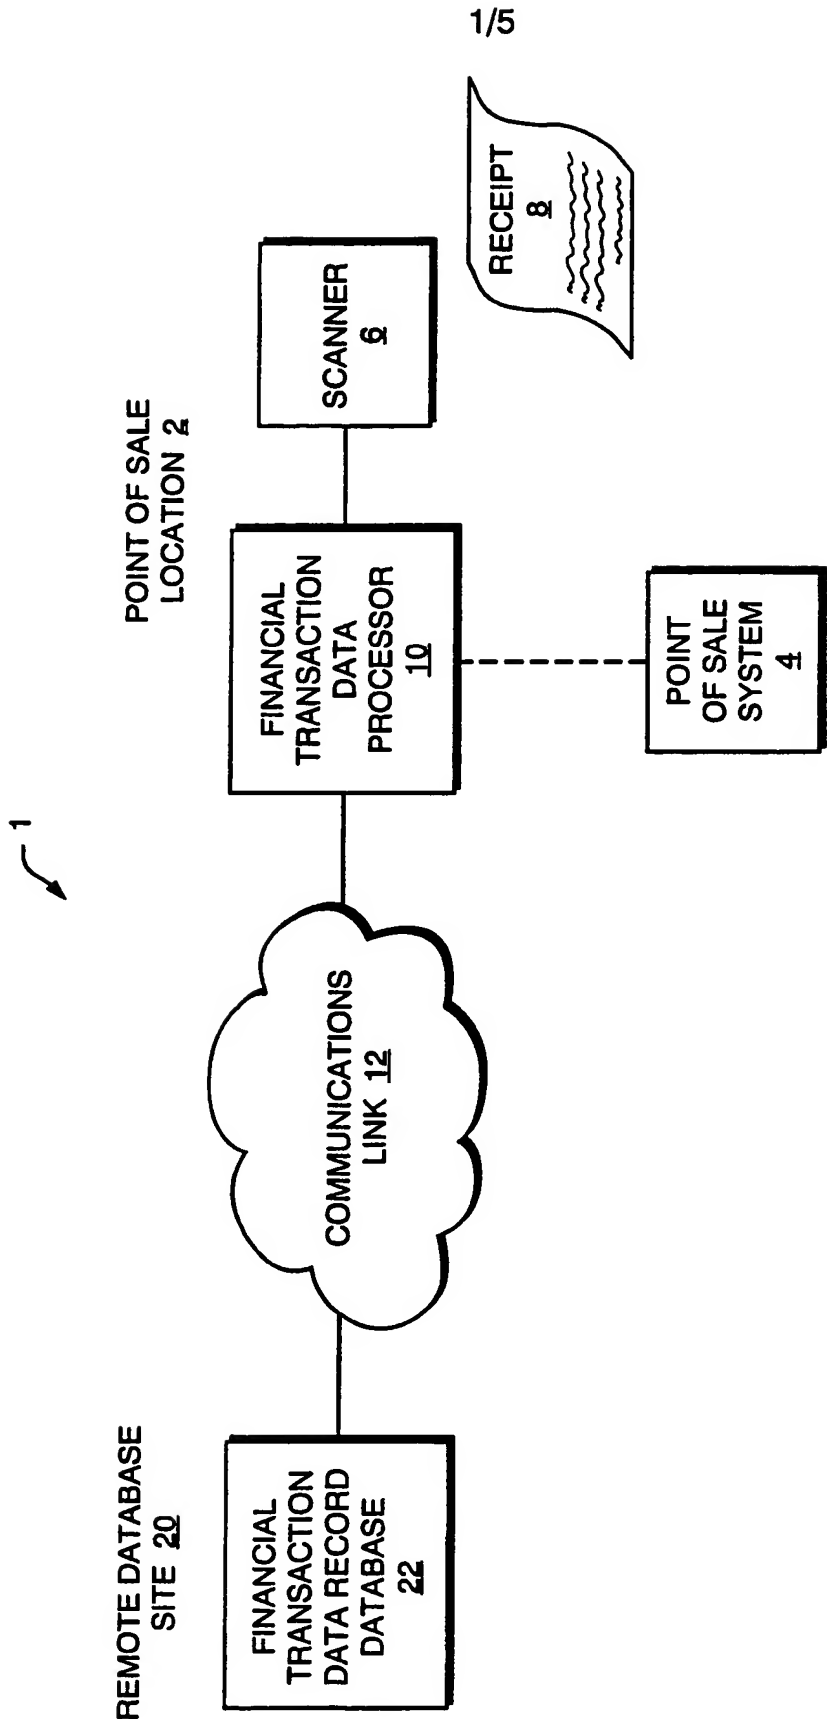 1/5
1
REMOTE DATABASE
SITE 20
FINANCIAL
TRANSACTION
DATA RECORD
DATABASE
22
COMMUNICATIONS
LINK 12
POINT OF SALE
LOCATION 2
FINANCIAL
TRANSACTION
DATA
PROCESSOR
10
SCANNER
6
RECEIPT
8
POINT
OF SALE
SYSTEM
4